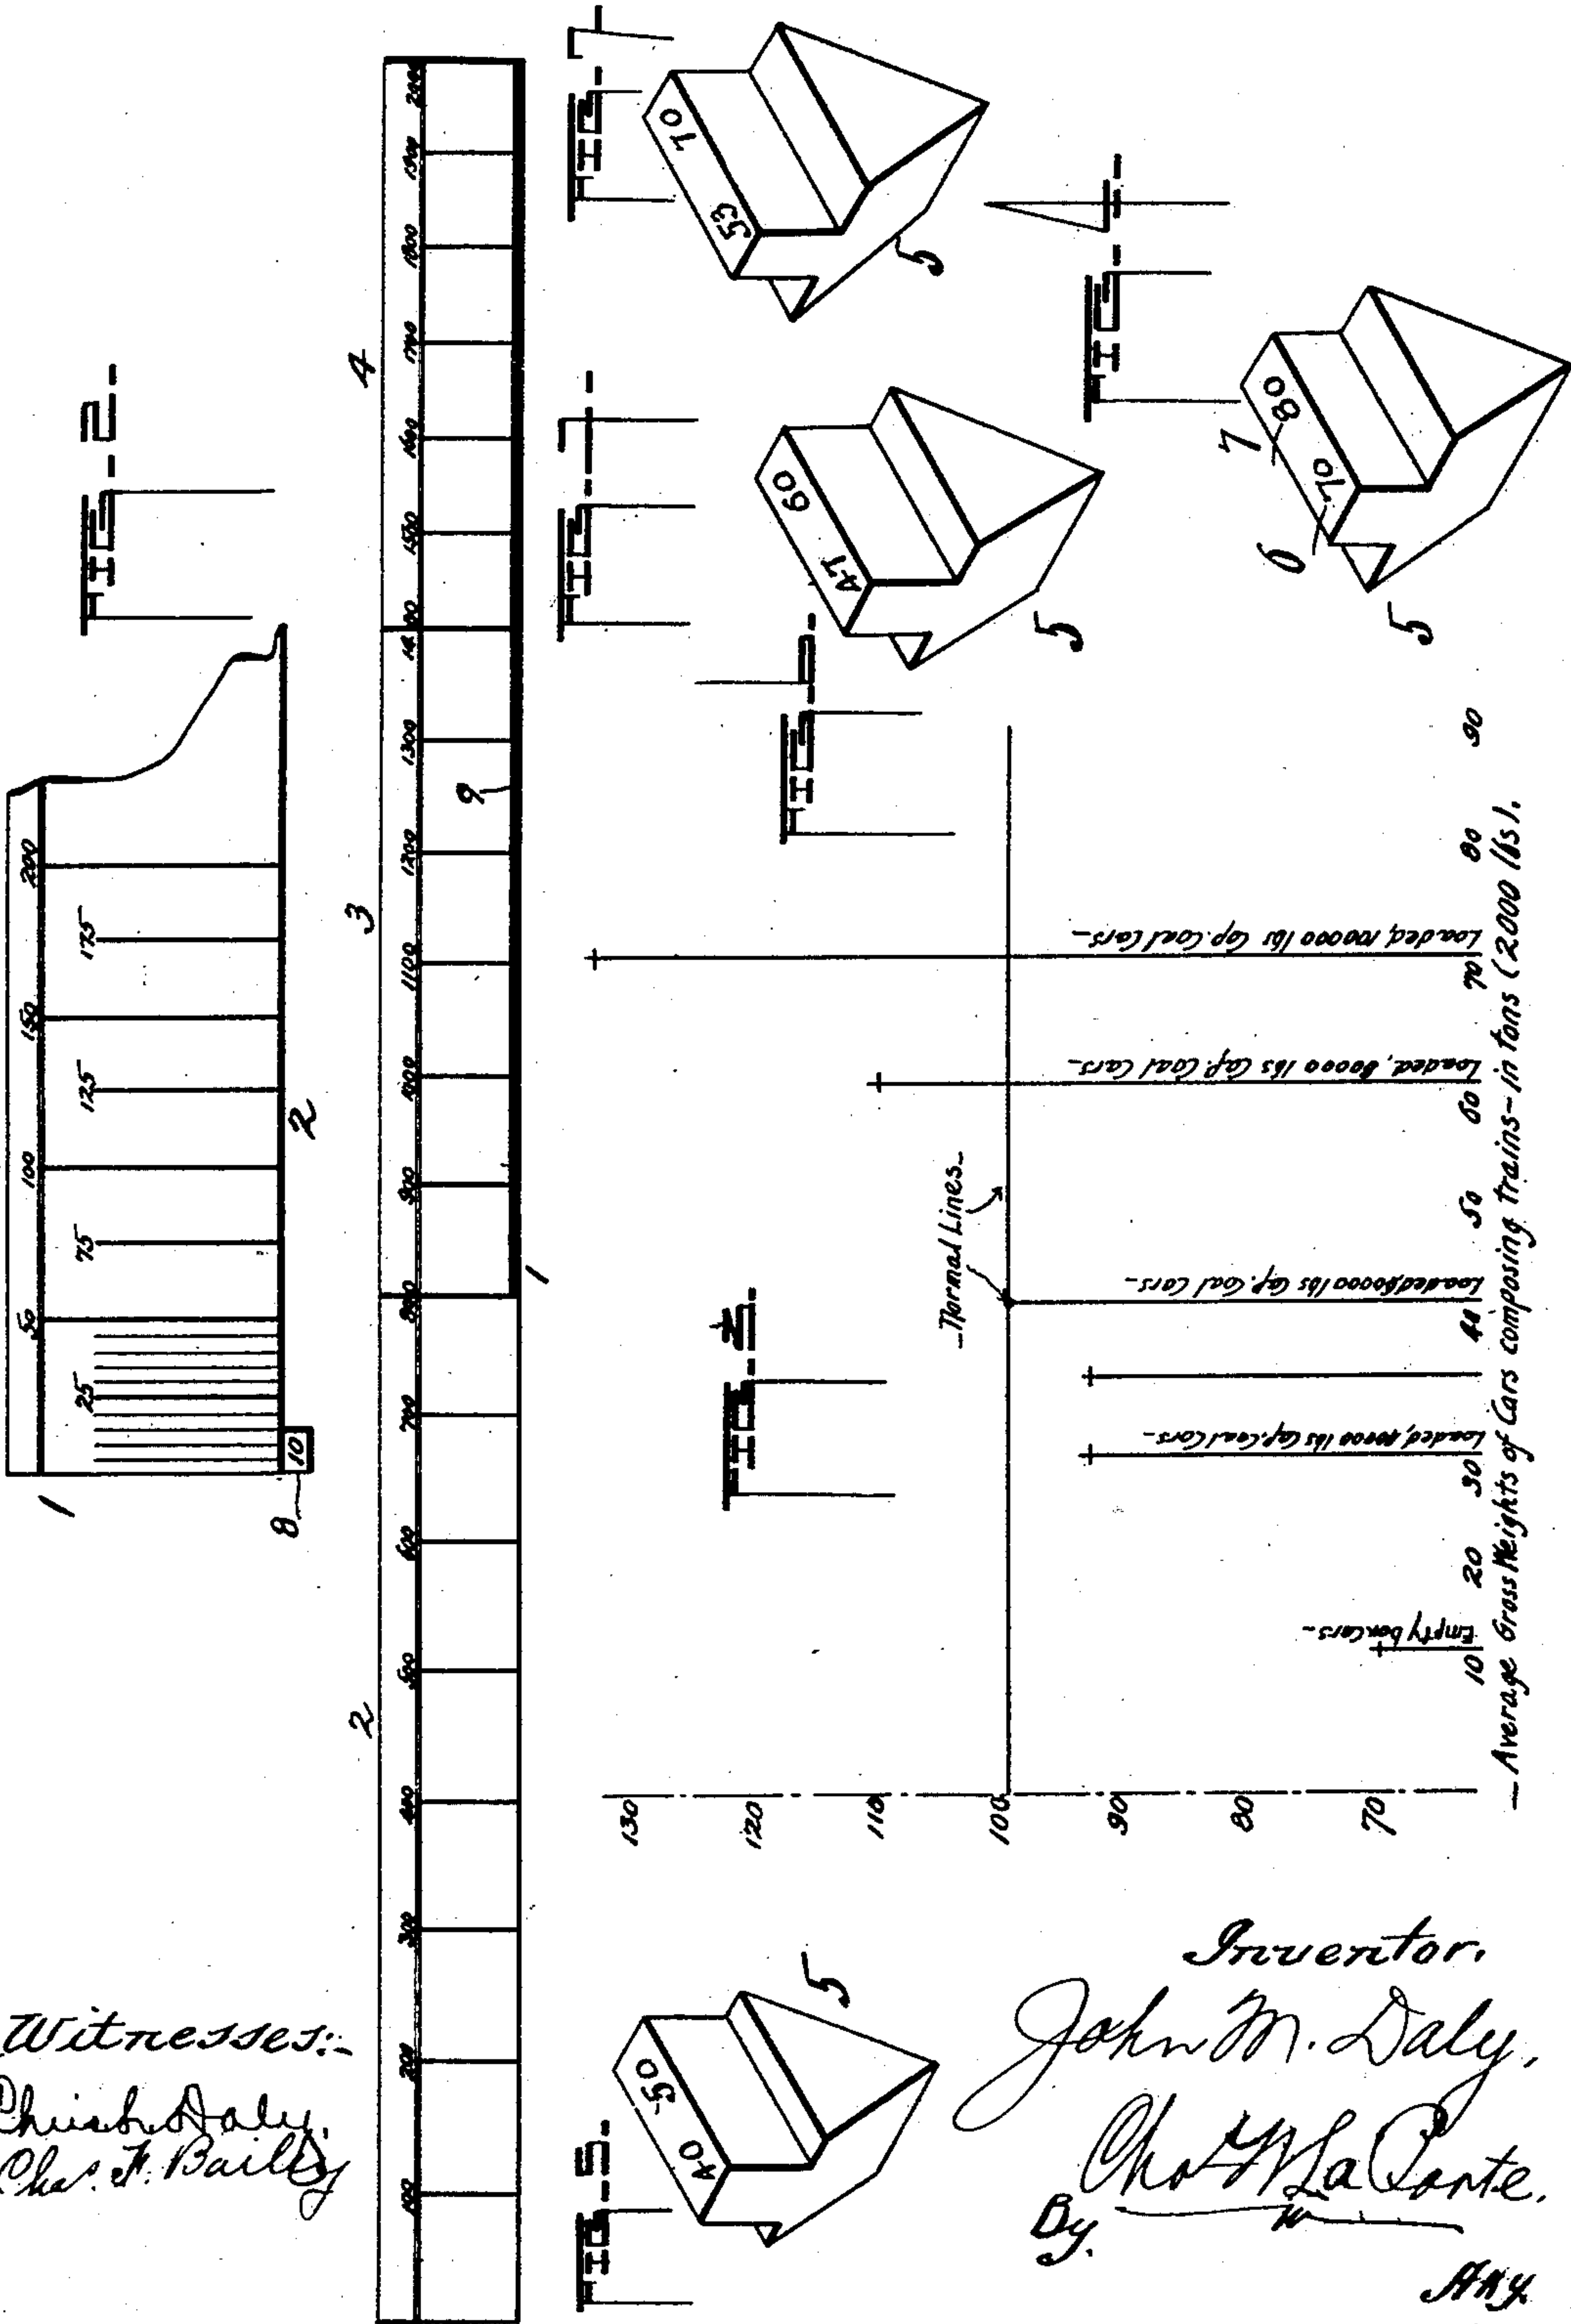 1
50
100
150
200
25
75
125
175
8
10
2
Fig. 2.
2
3
4
100
200
300
400
500
600
700
800
900
1000
1100
1200
1300
1400
1500
1600
1700
1800
1900
2000
1
9
Fig. 5.
40
50
5
Fig. 6.
47
60
5
Fig. 7.
53
70
5
Fig. 1.
6
7
70
80
5
Fig. 3.
Fig. 4.
130
120
110
100
90
80
70
Normal Lines
Empty box Cars
Loaded, 40000 lbs Cap. Coal Cars
Loaded 60000 lbs Cap. Coal Cars
Loaded, 80000 lbs Cap. Coal Cars
Loaded, 100000 lbs Cap. Coal Cars
10 20 30 40 50 60 70 80 90
Average Gross Weights of Cars composing trains - in tons (2000 lbs).
Witnesses:-
Daly.
Chas. F. Bailey
Inventor.
John M. Daly.
By Chas. La Porte.
Atty.